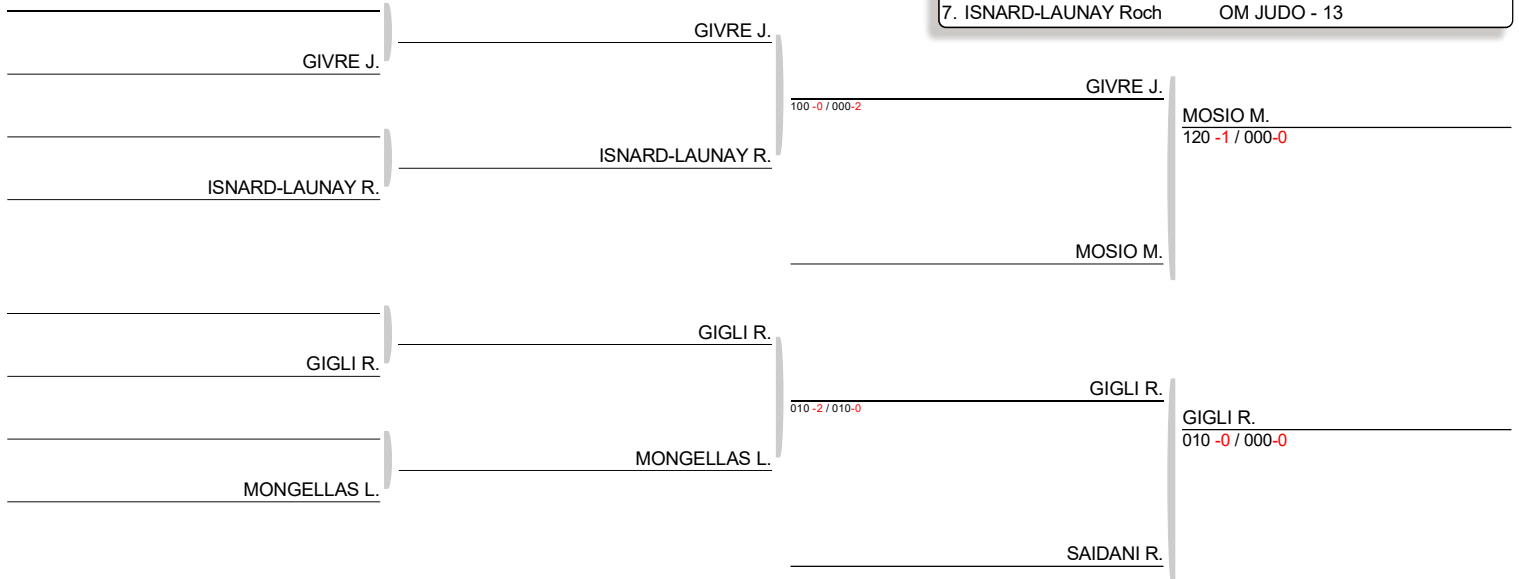 7. ISNARD-LAUNAY Roch OM JUDO - 13
GIVRE J.
GIVRE J.
GIVRE J.
100 -0 / 000-2
MOSIO M.
120 -1 / 000-0
ISNARD-LAUNAY R.
ISNARD-LAUNAY R.
MOSIO M.
GIGLI R.
GIGLI R.
GIGLI R.
010 -2 / 010-0
GIGLI R.
010 -0 / 000-0
MONGELLAS L.
MONGELLAS L.
SAIDANI R.